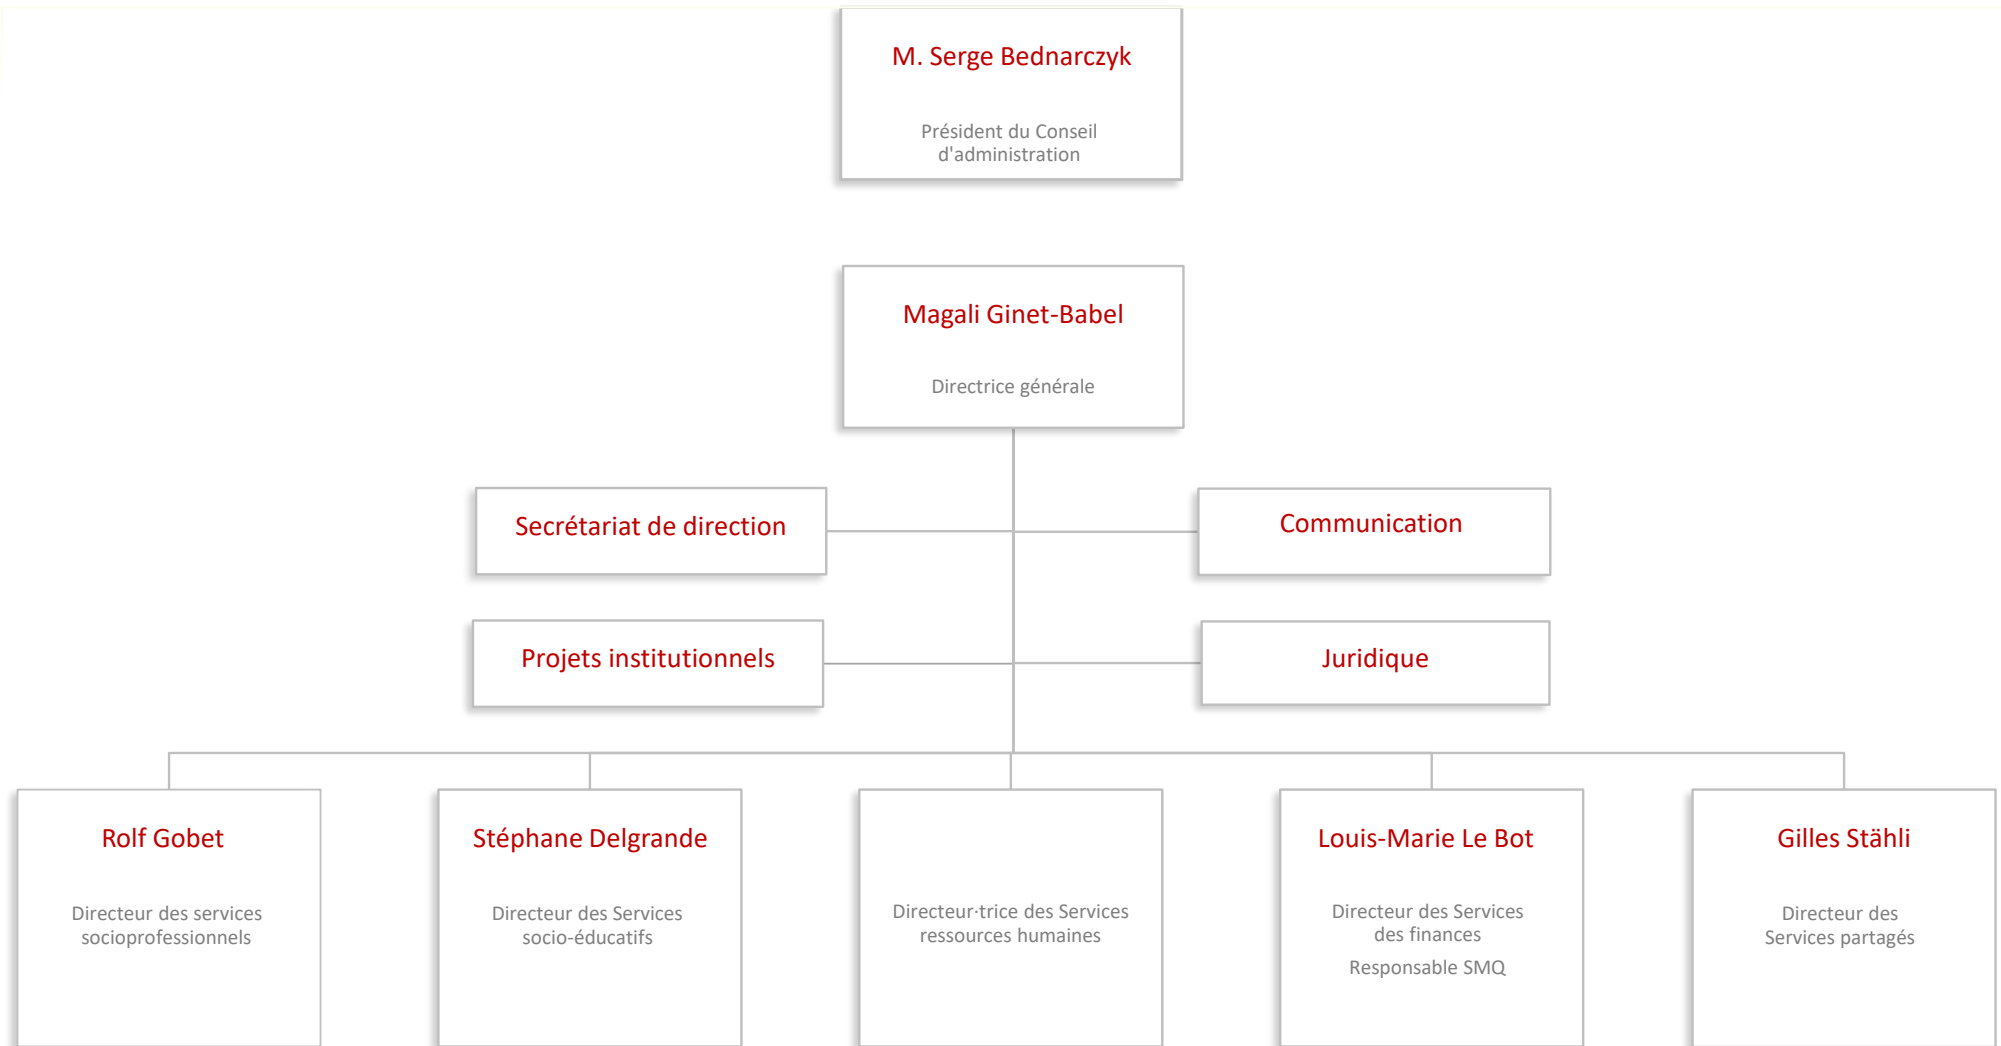 M. Serge Bednarczyk
Président du Conseil
d'administration
Magali Ginet-Babel
Directrice générale
Secrétariat de direction
Communication
Projets institutionnels
Juridique
Rolf Gobet
Directeur des services
socioprofessionnels
Stéphane Delgrande
Directeur des Services
socio-éducatifs
Directeur·trice des Services
ressources humaines
Louis-Marie Le Bot
Directeur des Services
des finances
Responsable SMQ
Gilles Stähli
Directeur des
Services partagés